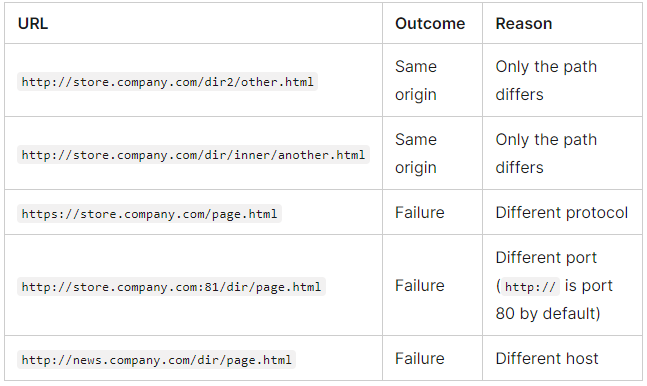 URL Outcome Reason
http://store.company.com/dir2/other.html Same origin Only the path differs
http://store.company.com/dir/inner/another.html Same origin Only the path differs
https://store.company.com/page.html Failure Different protocol
http://store.company.com:81/dir/page.html Failure Different port ( http:// is port 80 by default)
http://news.company.com/dir/page.html Failure Different host